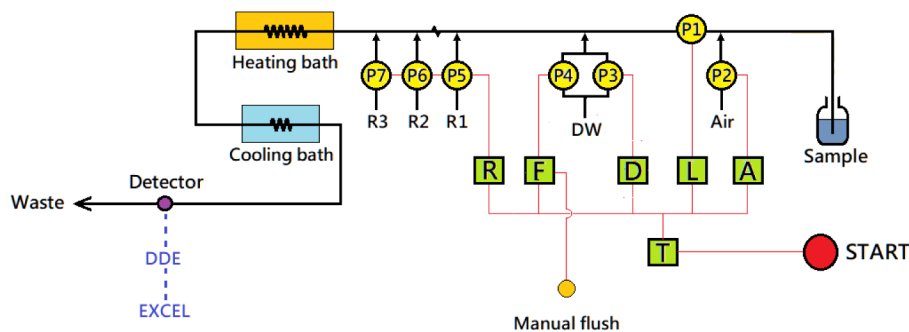 P1
Heating bath
P7
P6
P5
P4
P3
P2
R3
R2
R1
DW
Air
Cooling bath
Sample
R
F
D
L
A
Detector
Waste
T
START
DDE
EXCEL
Manual flush